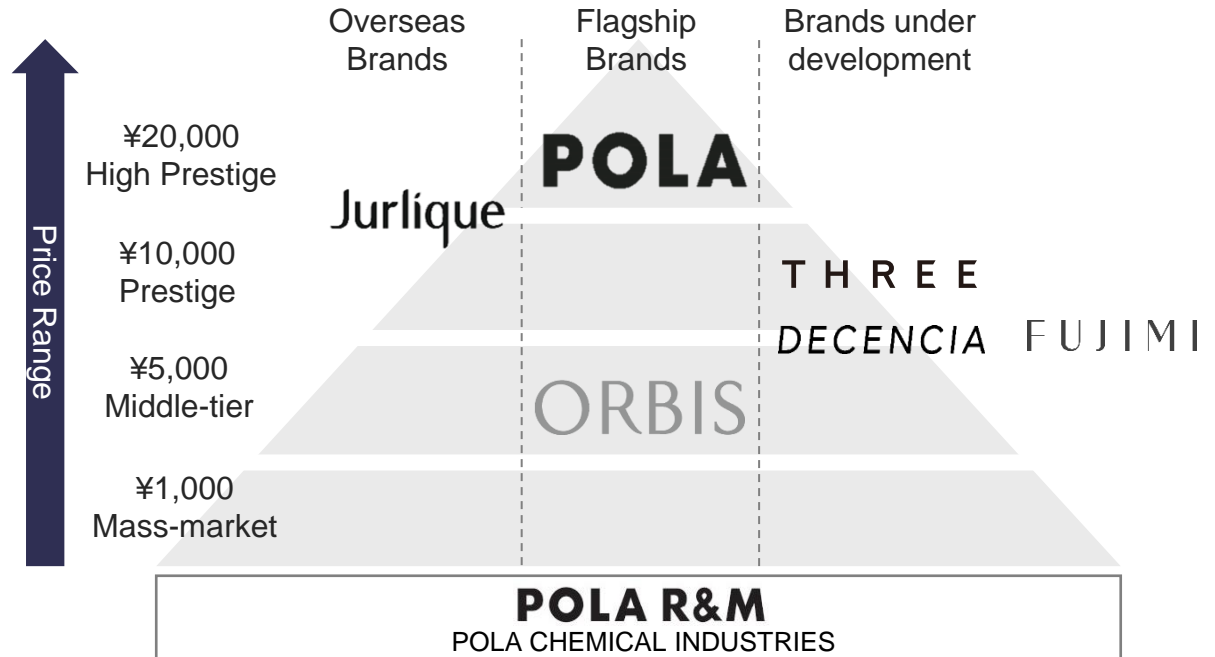 Overseas
Brands
Flagship
Brands
Brands under
development
Price Range
¥20,000
High Prestige
POLA
Jurlíque
¥10,000
Prestige
THREE
DECENCIA
FUJIMI
¥5,000
Middle-tier
ORBIS
¥1,000
Mass-market
POLA R&M
POLA CHEMICAL INDUSTRIES